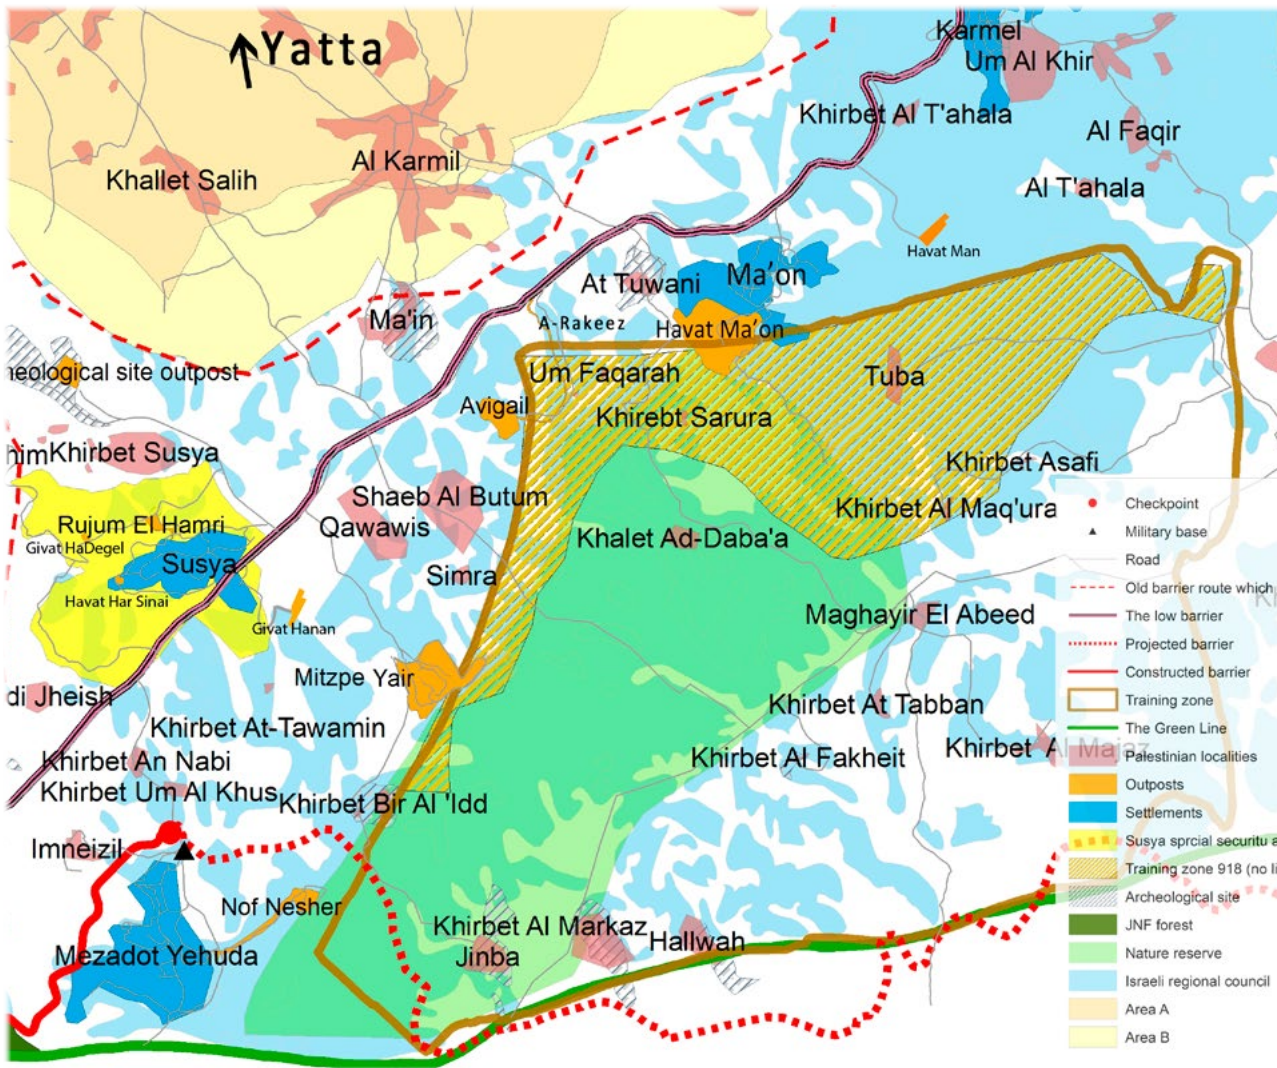 Yatta
Karmel
Um Al Khir
Khirbet Al T'ahala
Al Faqir
Al Karmil
Khallet Salih
Al T'ahala
Havat Man
At Tuwani
Ma'on
Ma'in
A-Rakeez
Havat Ma'on
heological site outpost
Um Faqarah
Tuba
Avigail
Khirebt Sarura
him
Khirbet Susya
Khirbet Asafi
Shaeb Al Butum
Khirbet Al Maq'ura
Rujum El Hamri
Qawawis
Givat HaDegel
Khalet Ad-Daba'a
Susya
Simra
Havat Har Sinai
Maghayir El Abeed
Givat Hanan
Mitzpe Yair
di Jheish
Khirbet At Tabban
Khirbet At-Tawamin
Khirbet Al Majaz
Khirbet Al Fakheit
Khirbet An Nabi
Khirbet Um Al Khus
Khirbet Bir Al 'Idd
Imneizil
Nof Nesher
Khirbet Al Markaz
Hallwah
Mezadot Yehuda
Jinba
Checkpoint
Military base
Road
Old barrier route which
The low barrier
Projected barrier
Constructed barrier
Training zone
The Green Line
Palestinian localities
Outposts
Settlements
Susya sprcial securitu a
Training zone 918 (no li
Archeological site
JNF forest
Nature reserve
Israeli regional council
Area A
Area B